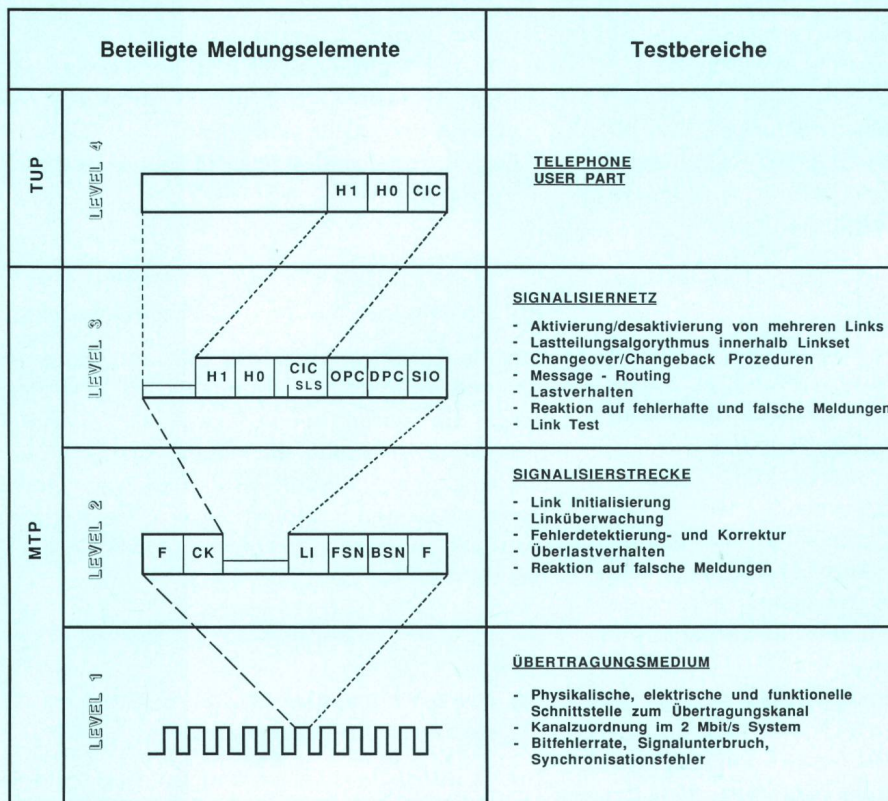 Beteiligte Meldungselemente
Testbereiche
TUP
LEVEL 4
H1 H0 CIC
TELEPHONE
USER PART
MTP
LEVEL 3
H1 H0 CIC SLS OPC DPC SIO
SIGNALISIERNETZ
- Aktivierung/desaktivierung von mehreren Links
- Lastteilungsalgorythmus innerhalb Linkset
- Changeover/Changeback Prozeduren
- Message - Routing
- Lastverhalten
- Reaktion auf fehlerhafte und falsche Meldungen
- Link Test
LEVEL 2
F CK LI FSN BSN F
SIGNALISIERSTRECKE
- Link Initialisierung
- Linküberwachung
- Fehlerdetektierung- und Korrektur
- Überlastverhalten
- Reaktion auf falsche Meldungen
LEVEL 1
ÜBERTRAGUNGSMEDIUM
- Physikalische, elektrische und funktionelle
Schnittstelle zum Übertragungskanal
- Kanalzuordnung im 2 Mbit/s System
- Bitfehlerrate, Signalunterbruch,
Synchronisationsfehler